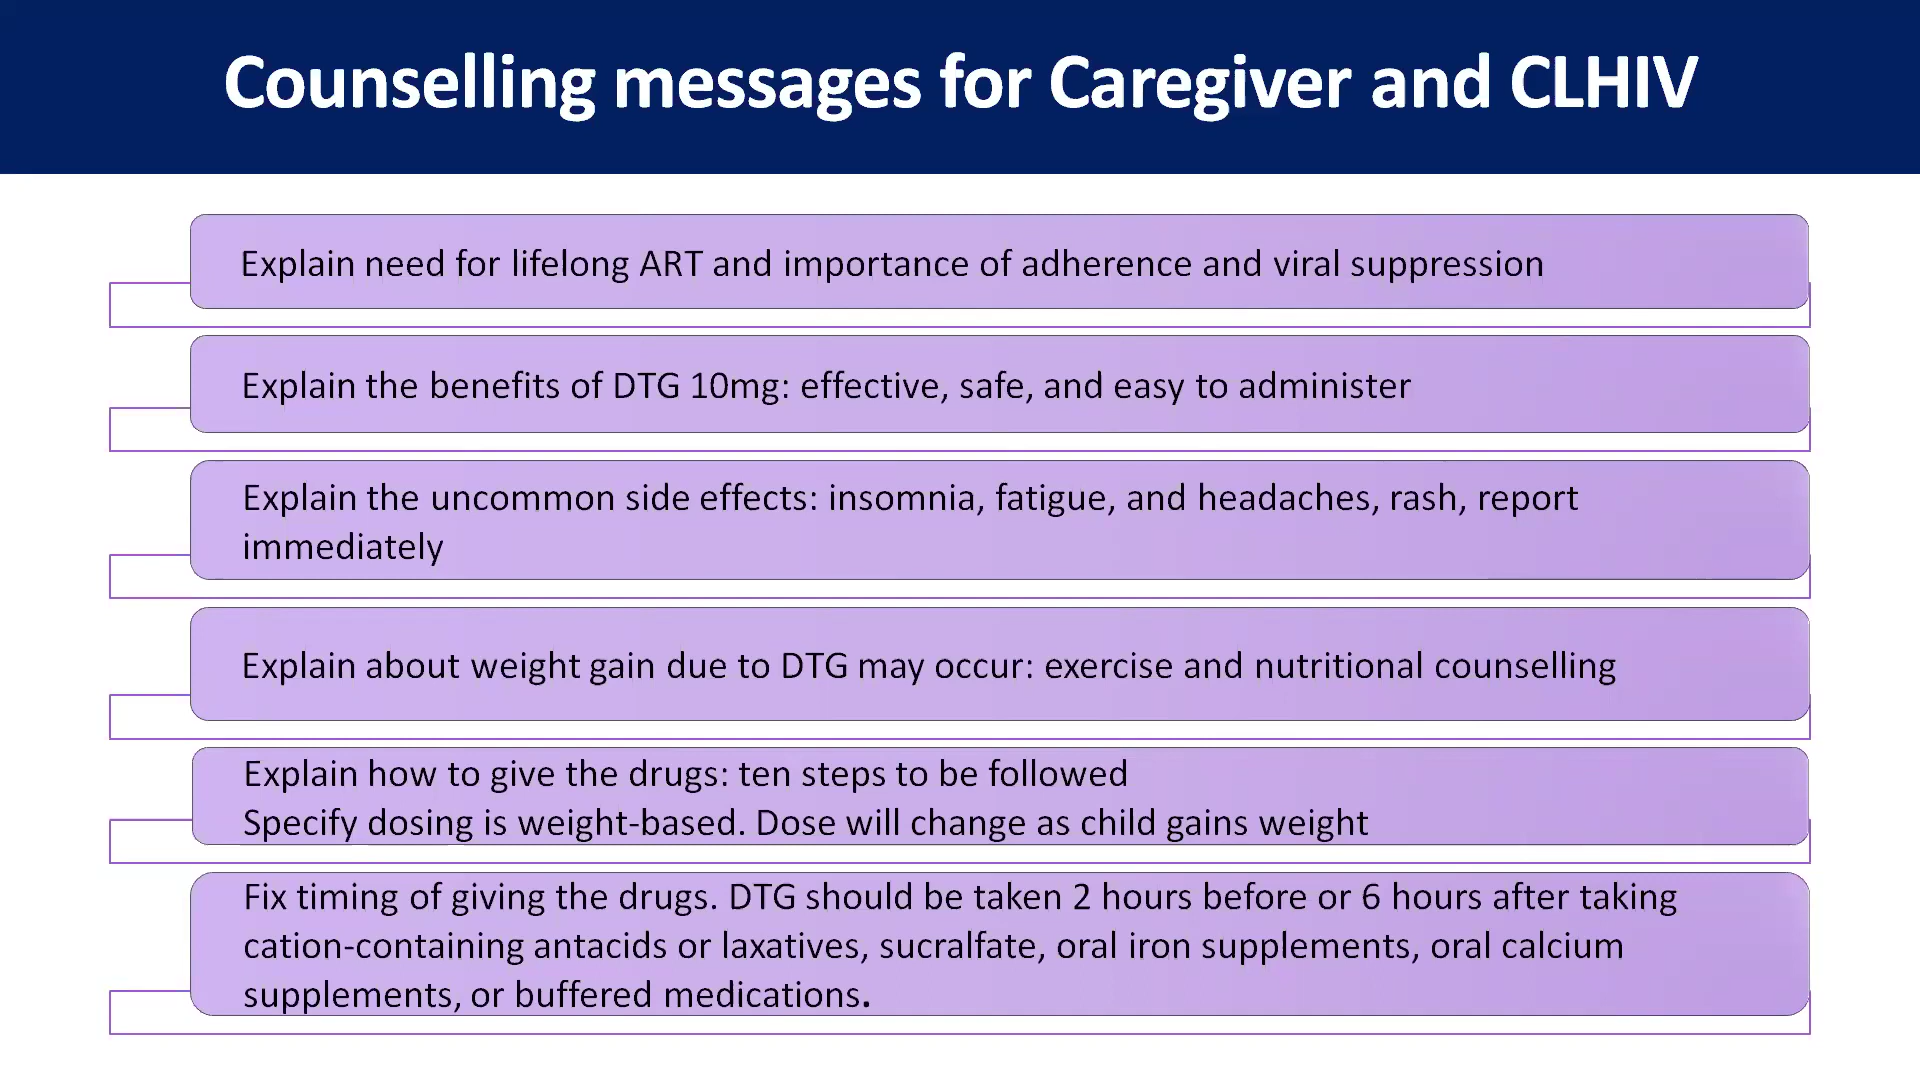 Counselling messages for Caregiver and CLHIV
Explain need for lifelong ART and importance of adherence and viral suppression
Explain the benefits of DTG 10mg: effective, safe, and easy to administer
Explain the uncommon side effects: insomnia, fatigue, and headaches, rash, report
immediately
Explain about weight gain due to DTG may occur: exercise and nutritional counselling
Explain how to give the drugs: ten steps to be followed
Specify dosing is weight-based. Dose will change as child gains weight
Fix timing of giving the drugs. DTG should be taken 2 hours before or 6 hours after taking
cation-containing antacids or laxatives, sucralfate, oral iron supplements, oral calcium
supplements, or buffered medications.